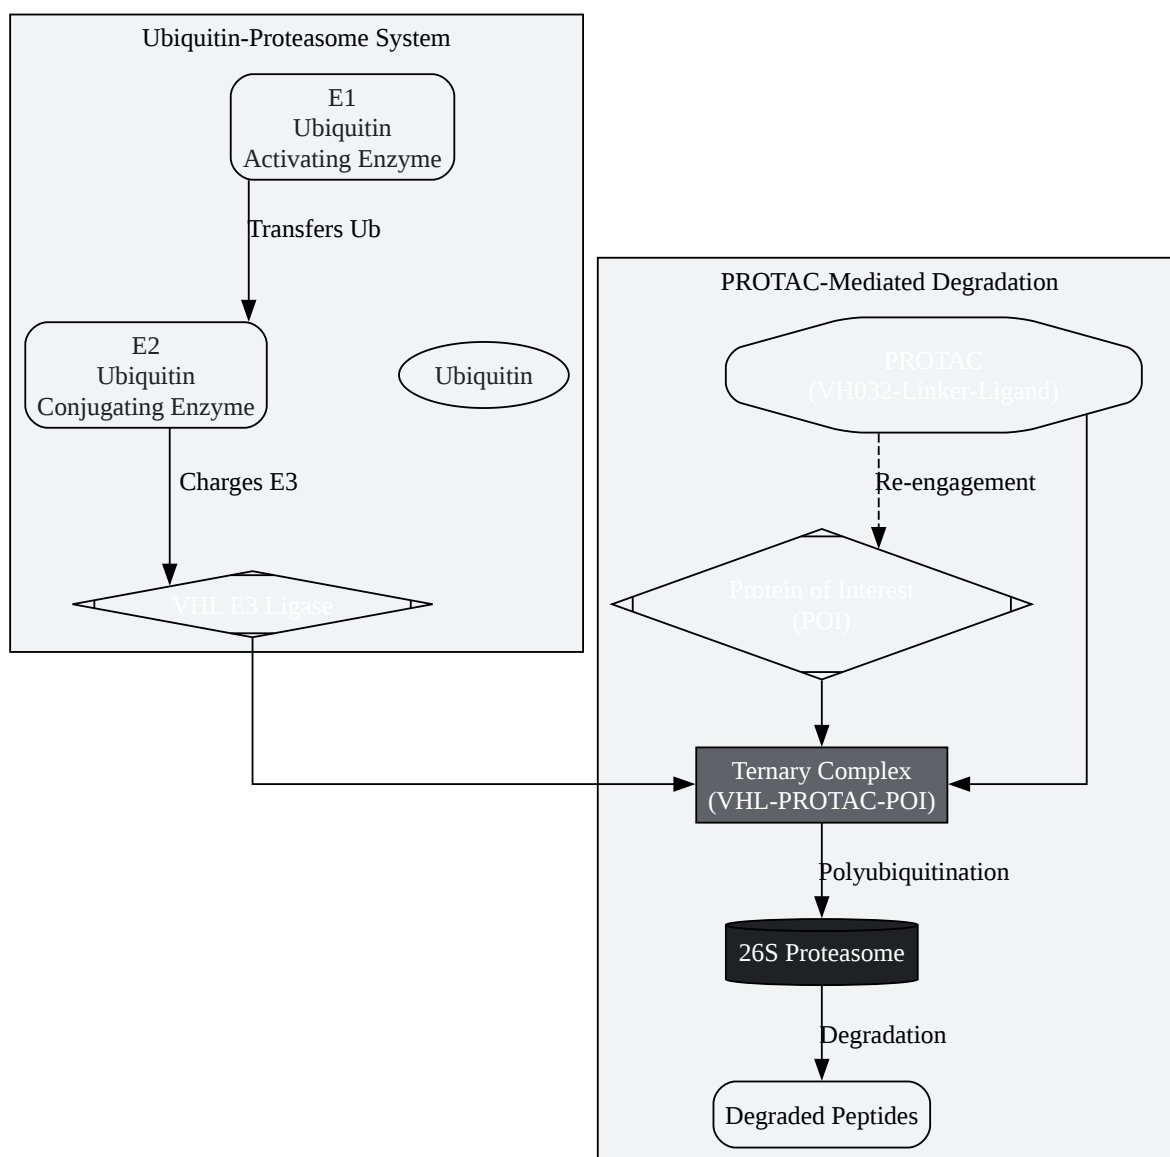 Ubiquitin-Proteasome System
E1
Ubiquitin
Activating Enzyme
Transfers Ub
E2
Ubiquitin
Conjugating Enzyme
Ubiquitin
Charges E3
VHL E3 Ligase
PROTAC-Mediated Degradation
PROTAC
(VH032-Linker-Ligand)
Re-engagement
Protein of Interest
(POI)
Ternary Complex
(VHL-PROTAC-POI)
Polyubiquitination
26S Proteasome
Degradation
Degraded Peptides